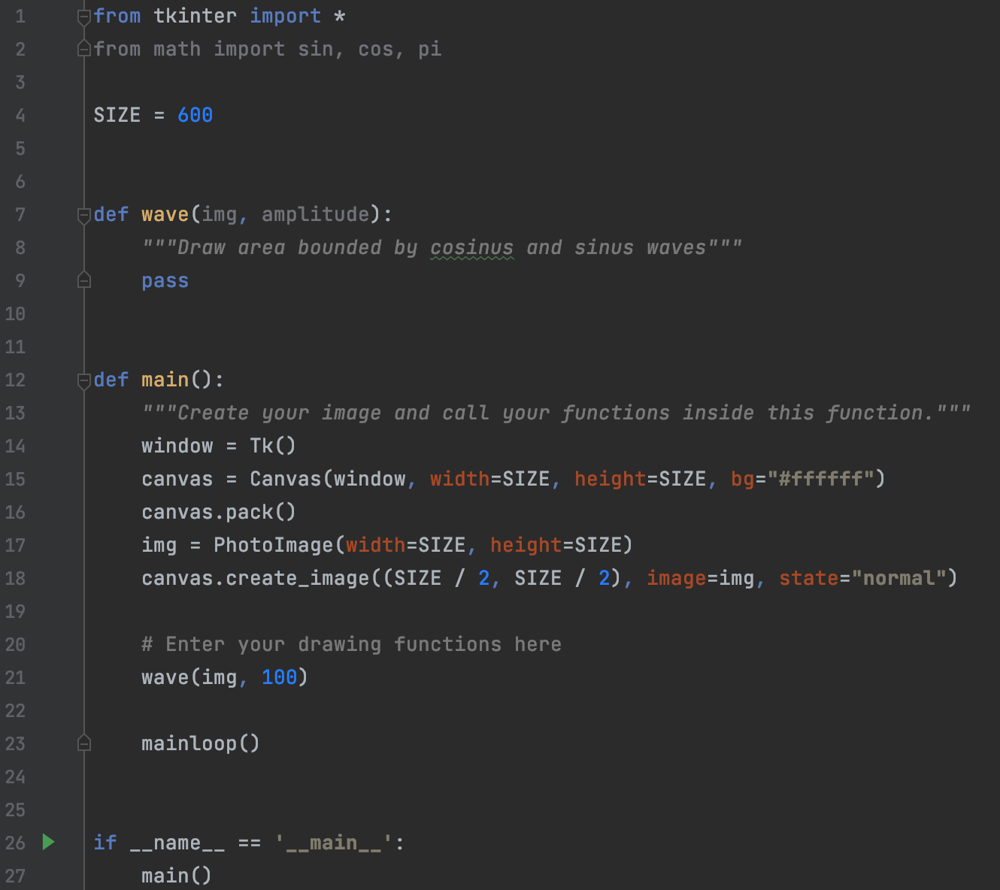 1 from tkinter import *
2 from math import sin, cos, pi
3
4 SIZE = 600
5
6
7 def wave(img, amplitude):
8     """Draw area bounded by cosinus and sinus waves"""
9     pass
10
11
12 def main():
13     """Create your image and call your functions inside this function."""
14     window = Tk()
15     canvas = Canvas(window, width=SIZE, height=SIZE, bg="#ffffff")
16     canvas.pack()
17     img = PhotoImage(width=SIZE, height=SIZE)
18     canvas.create_image((SIZE / 2, SIZE / 2), image=img, state="normal")
19
20     # Enter your drawing functions here
21     wave(img, 100)
22
23     mainloop()
24
25
26 if __name__ == '__main__':
27     main()